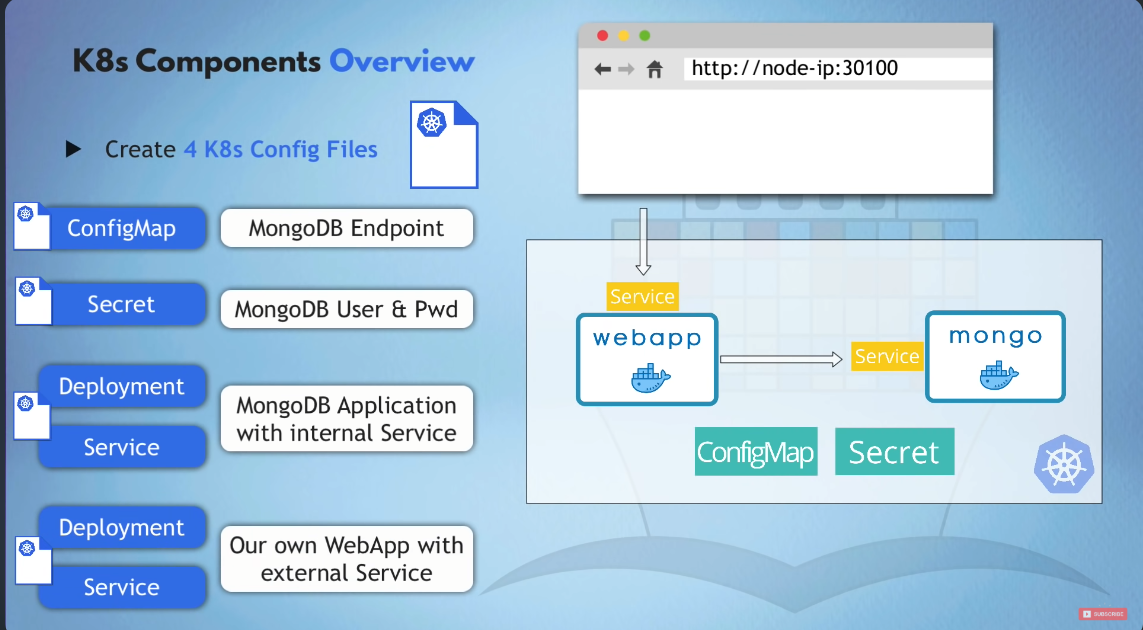 K8s Components Overview
Create 4 K8s Config Files
ConfigMap
MongoDB Endpoint
Secret
MongoDB User & Pwd
Deployment
Service
MongoDB Application
with internal Service
Deployment
Service
Our own WebApp with
external Service
http://node-ip:30100
Service
webapp
Service
mongo
ConfigMap
Secret
SUBSCRIBE